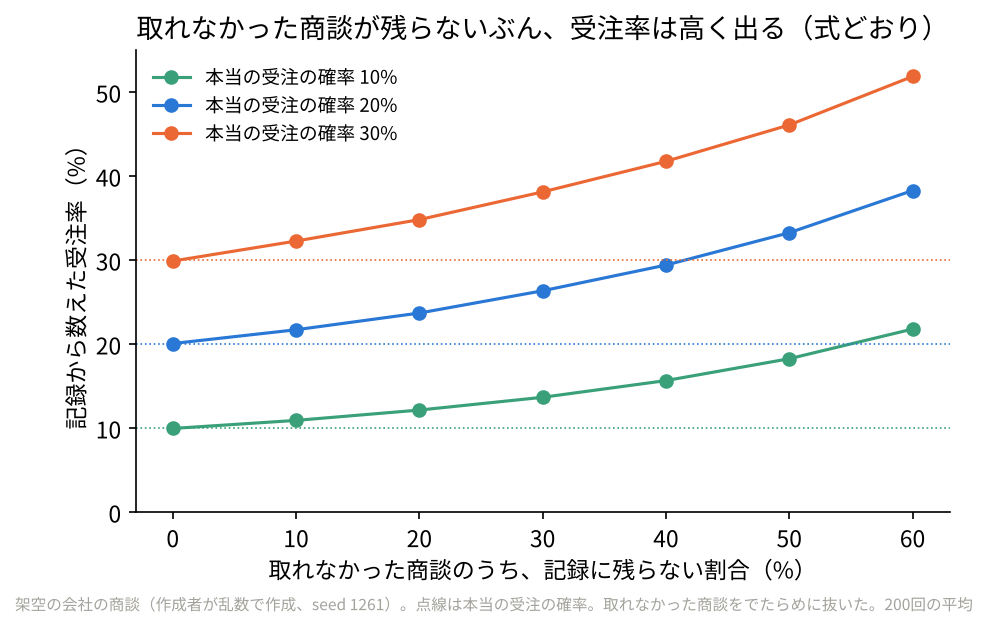 取れなかった商談が残らないぶん、受注率は高く出る（式どおり）
本当の受注の確率 10%
本当の受注の確率 20%
本当の受注の確率 30%
記録から数えた受注率（%）
50
40
30
20
10
0
0 10 20 30 40 50 60
取れなかった商談のうち、記録に残らない割合（%）
架空の会社の商談（作成者が乱数で作成、seed 1261）。点線は本当の受注の確率。取れなかった商談をでたらめに抜いた。200回の平均